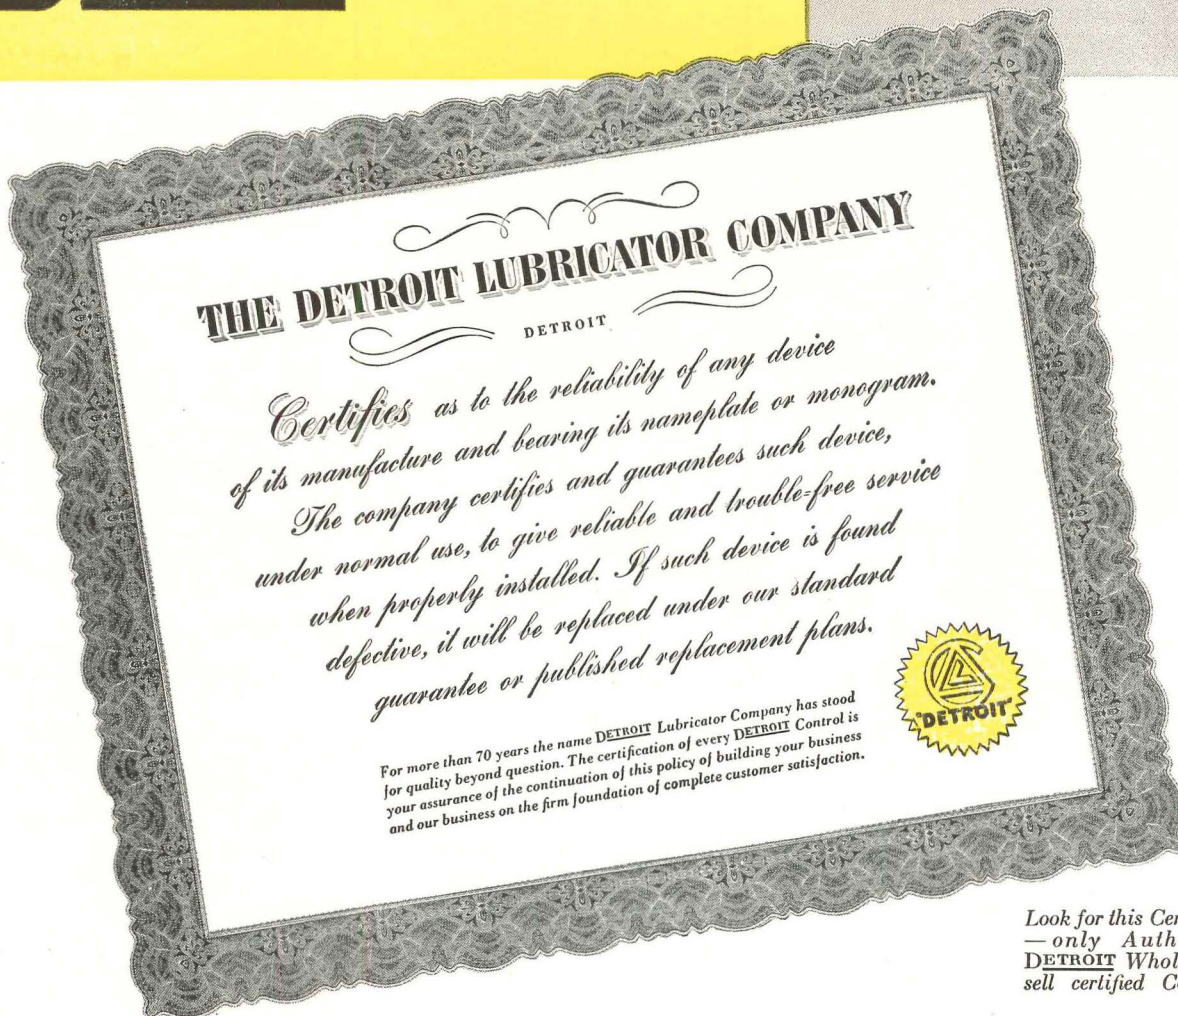 THE DETROIT LUBRICATOR COMPANY
DETROIT
Certifies as to the reliability of any device
of its manufacture and bearing its nameplate or monogram.
The company certifies and guarantees such device,
under normal use, to give reliable and trouble-free service
when properly installed. If such device is found
defective, it will be replaced under our standard
guarantee or published replacement plans.
For more than 70 years the name DETROIT Lubricator Company has stood
for quality beyond question. The certification of every DETROIT Control is
your assurance of the continuation of this policy of building your business
and our business on the firm foundation of complete customer satisfaction.
"DETROIT"
Look for this Cer
— only Auth
DETROIT Whol
sell certified C